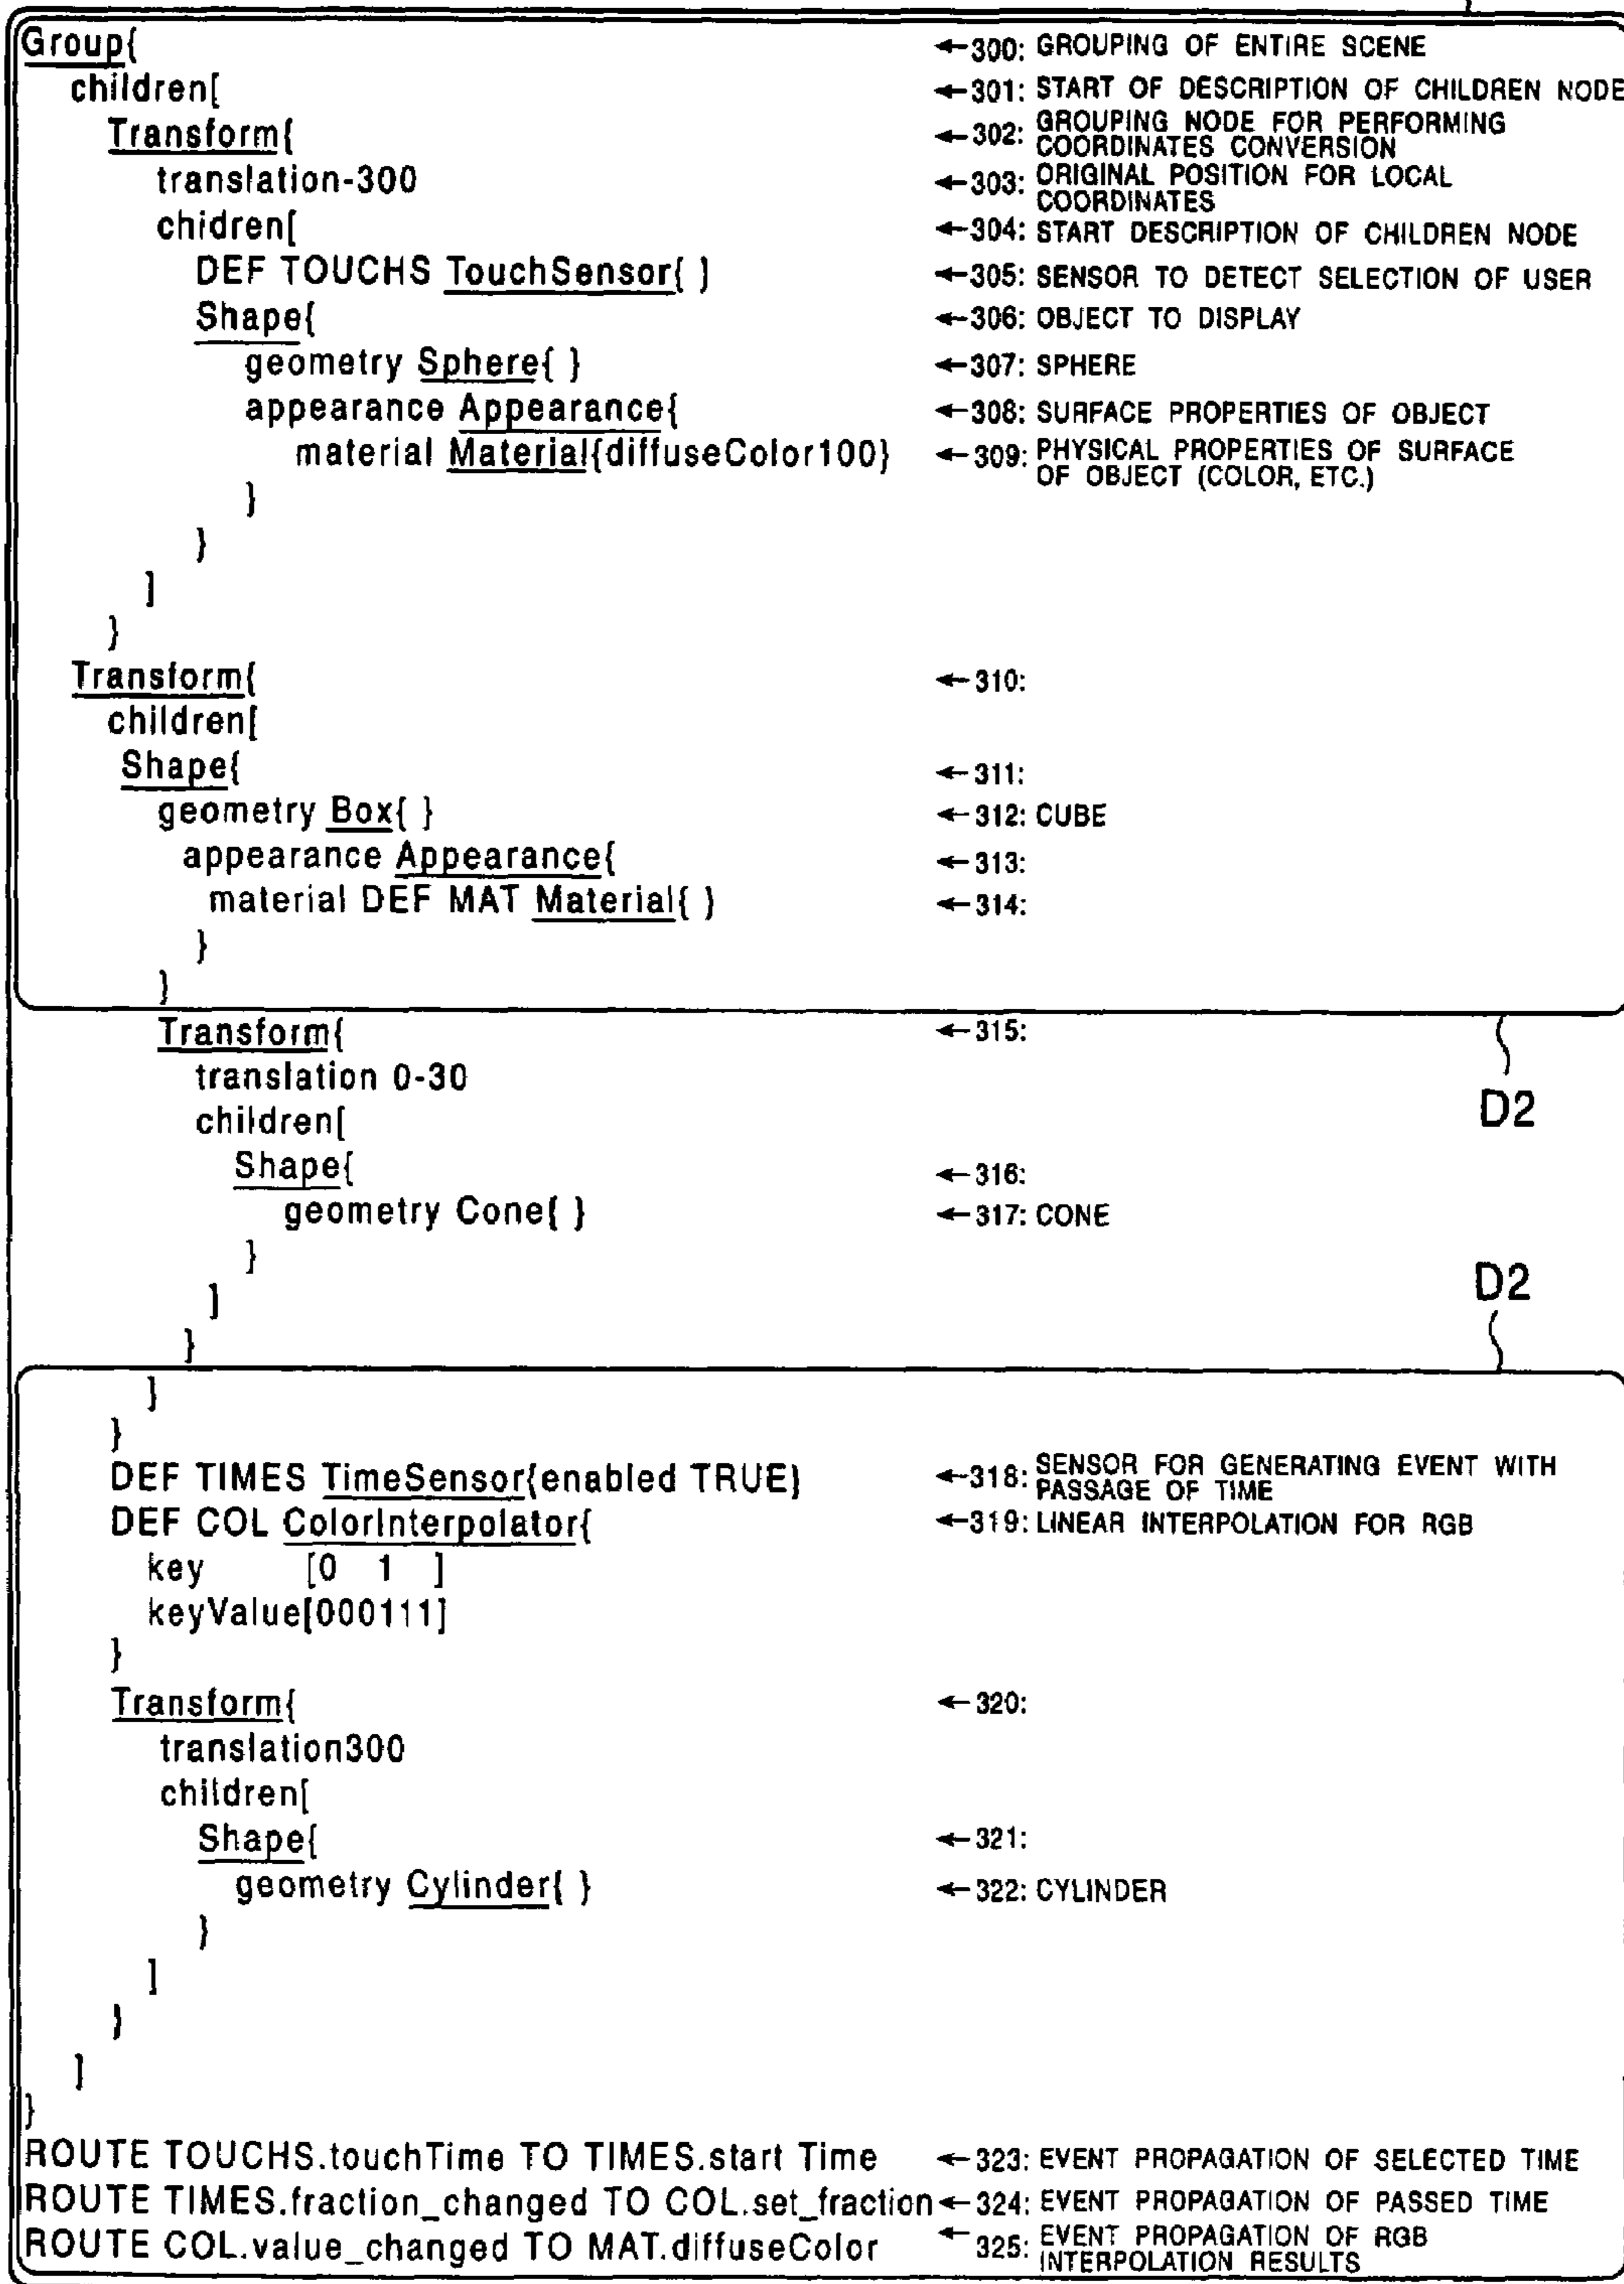 Group{ ←300: GROUPING OF ENTIRE SCENE
children[ ←301: START OF DESCRIPTION OF CHILDREN NODE
Transform{ ←302: GROUPING NODE FOR PERFORMING
COORDINATES CONVERSION
translation-300 ←303: ORIGINAL POSITION FOR LOCAL
COORDINATES
chidren[ ←304: START DESCRIPTION OF CHILDREN NODE
DEF TOUCHS TouchSensor{ } ←305: SENSOR TO DETECT SELECTION OF USER
Shape{ ←306: OBJECT TO DISPLAY
geometry Sphere{ } ←307: SPHERE
appearance Appearance{ ←308: SURFACE PROPERTIES OF OBJECT
material Material{diffuseColor100} ←309: PHYSICAL PROPERTIES OF SURFACE
OF OBJECT (COLOR, ETC.)
}
}
]
}
Transform{ ←310:
children[
Shape{ ←311:
geometry Box{ } ←312: CUBE
appearance Appearance{ ←313:
material DEF MAT Material{ } ←314:
}
}
Transform{ ←315:
translation 0-30
D2
children[
Shape{ ←316:
geometry Cone{ } ←317: CONE
}
D2
]
}
]
}
DEF TIMES TimeSensor{enabled TRUE} ←318: SENSOR FOR GENERATING EVENT WITH
PASSAGE OF TIME
DEF COL ColorInterpolator{ ←319: LINEAR INTERPOLATION FOR RGB
key [0 1 ]
keyValue[000111]
}
Transform{ ←320:
translation300
children[
Shape{ ←321:
geometry Cylinder{ } ←322: CYLINDER
}
]
}
]
}
ROUTE TOUCHS.touchTime TO TIMES.start Time ←323: EVENT PROPAGATION OF SELECTED TIME
ROUTE TIMES.fraction_changed TO COL.set_fraction ←324: EVENT PROPAGATION OF PASSED TIME
ROUTE COL.value_changed TO MAT.diffuseColor ←325: EVENT PROPAGATION OF RGB
INTERPOLATION RESULTS